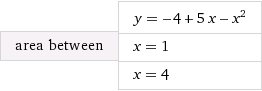 area between
y = -4 + 5 x - x²
x = 1
x = 4